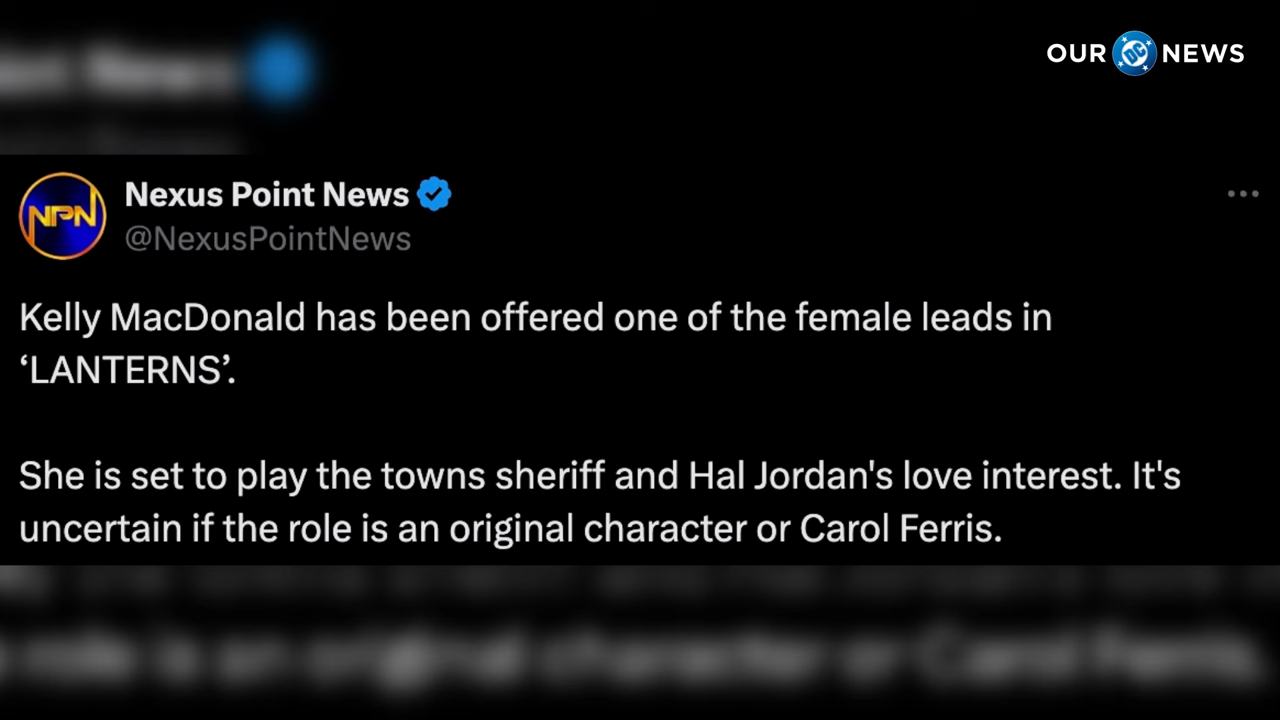 OUR DC NEWS
Nexus Point News
NPN
@NexusPointNews
Kelly MacDonald has been offered one of the female leads in
‘LANTERNS’.
She is set to play the towns sheriff and Hal Jordan's love interest. It's
uncertain if the role is an original character or Carol Ferris.